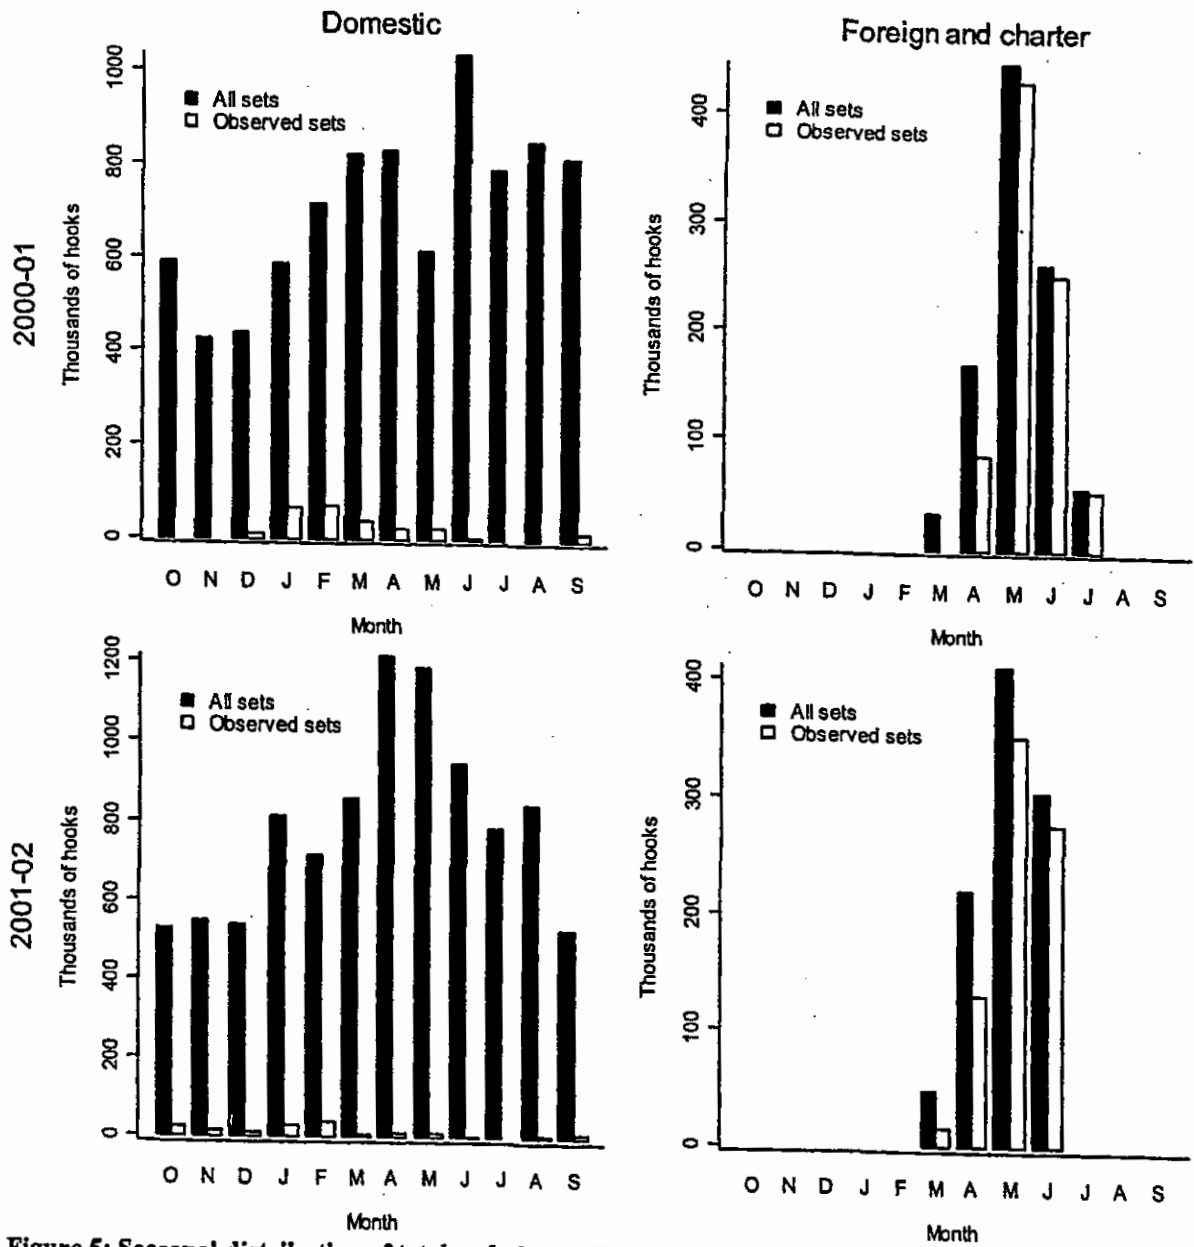 Domestic
Foreign and charter
2000-01
Thousands of hooks
1000
800
600
400
200
0
All sets
Observed sets
O N D J F M A M J J A S
Month
Thousands of hooks
400
300
200
100
0
All sets
Observed sets
O N D J F M A M J J A S
Month
2001-02
Thousands of hooks
1200
1000
800
600
400
200
0
All sets
Observed sets
O N D J F M A M J J A S
Month
Thousands of hooks
400
300
200
100
0
All sets
Observed sets
O N D J F M A M J J A S
Month
Figure 5: Seasonal distribution of total